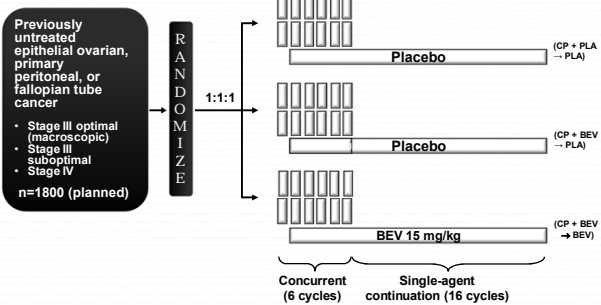 Previously
untreated
epithelial ovarian,
primary
peritoneal, or
fallopian tube
cancer
• Stage III optimal
(macroscopic)
• Stage III
suboptimal
• Stage IV
n=1800 (planned)
RANDOMIZE
1:1:1
Placebo
(CP + PLA
→ PLA)
Placebo
(CP + BEV
→ PLA)
BEV 15 mg/kg
(CP + BEV
➔ BEV)
Concurrent
(6 cycles)
Single-agent
continuation (16 cycles)